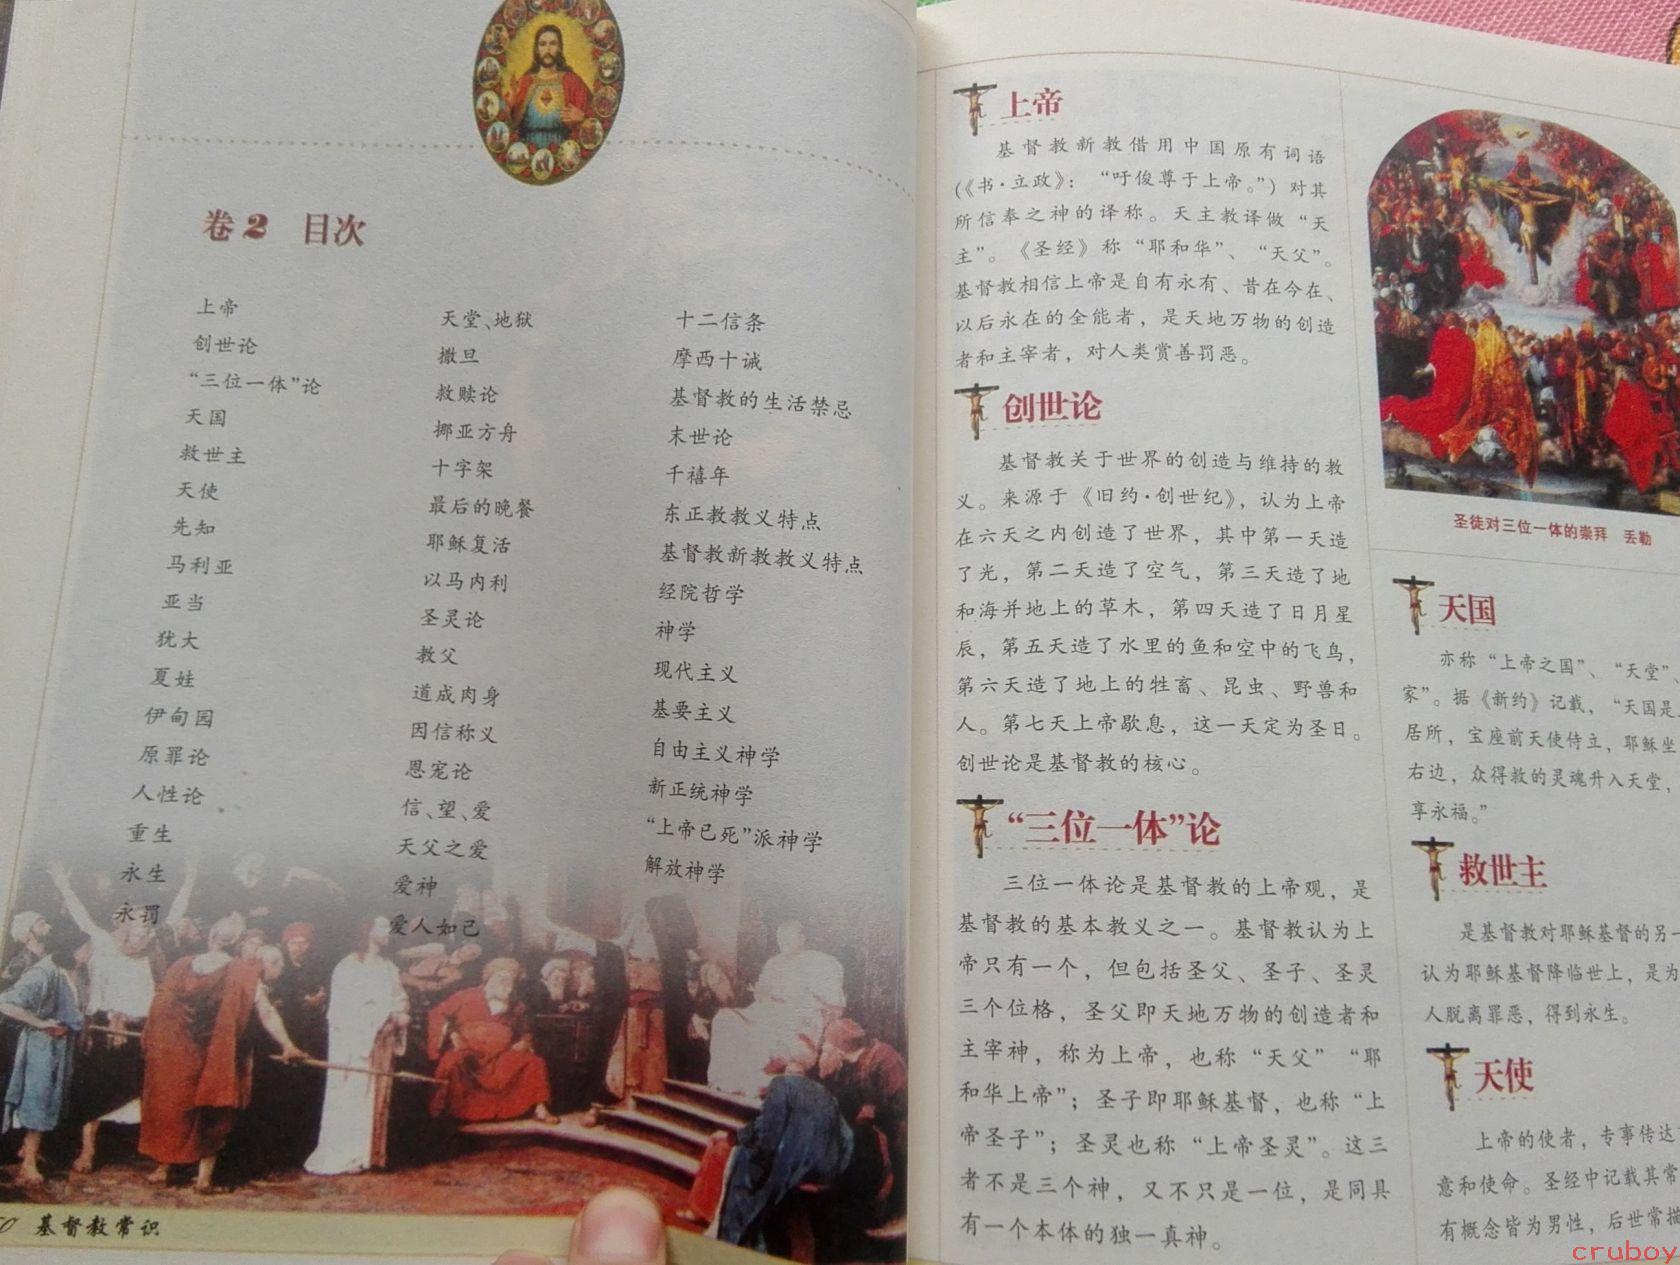 卷2 目次
上帝
创世论
“三位一体”论
天国
救世主
天使
先知
马利亚
亚当
犹大
夏娃
伊甸园
原罪论
人性论
重生
永生
永罚
天堂、地狱
撒旦
救赎论
挪亚方舟
十字架
最后的晚餐
耶稣复活
以马内利
圣灵论
教父
道成肉身
因信称义
恩宠论
信、望、爱
天父之爱
爱神
爱人如己
十二信条
摩西十诫
基督教的生活禁忌
末世论
千禧年
东正教教义特点
基督教新教教义特点
经院哲学
神学
现代主义
基要主义
自由主义神学
新正统神学
“上帝已死”派神学
解放神学
基督教常识
上帝
基督教新教借用中国原有词语
(《书·立政》：“吁俊尊于上帝。”）对其
所信奉之神的译称。天主教译做“天
主”。《圣经》称“耶和华”、“天父”。
基督教相信上帝是自有永有、昔在今在、
以后永在的全能者，是天地万物的创造
者和主宰者，对人类赏善罚恶。
创世论
基督教关于世界的创造与维持的教
义。来源于《旧约·创世纪》，认为上帝
在六天之内创造了世界，其中第一天造
了光，第二天造了空气，第三天造了地
和海并地上的草木，第四天造了日月星
辰，第五天造了水里的鱼和空中的飞鸟，
第六天造了地上的牲畜、昆虫、野兽和
人。第七天上帝歇息，这一天定为圣日。
创世论是基督教的核心。
“三位一体”论
三位一体论是基督教的上帝观，是
基督教的基本教义之一。基督教认为上
帝只有一个，但包括圣父、圣子、圣灵
三个位格，圣父即天地万物的创造者和
主宰神，称为上帝，也称“天父”“耶
和华上帝”；圣子即耶稣基督，也称“上
帝圣子”；圣灵也称“上帝圣灵”。这三
者不是三个神，又不只是一位，是同具
有一个本体的独一真神。
圣徒对三位一体的崇拜 丢勒
天国
亦称“上帝之国”、“天堂”、
家”。据《新约》记载，“天国是
居所，宝座前天使侍立，耶稣坐
右边，众得救的灵魂升入天堂，
享永福。”
救世主
是基督教对耶稣基督的另一
认为耶稣基督降临世上，是为
人脱离罪恶，得到永生。
天使
上帝的使者，专事传达
意和使命。圣经中记载其常
有概念皆为男性，后世常描
cruboy